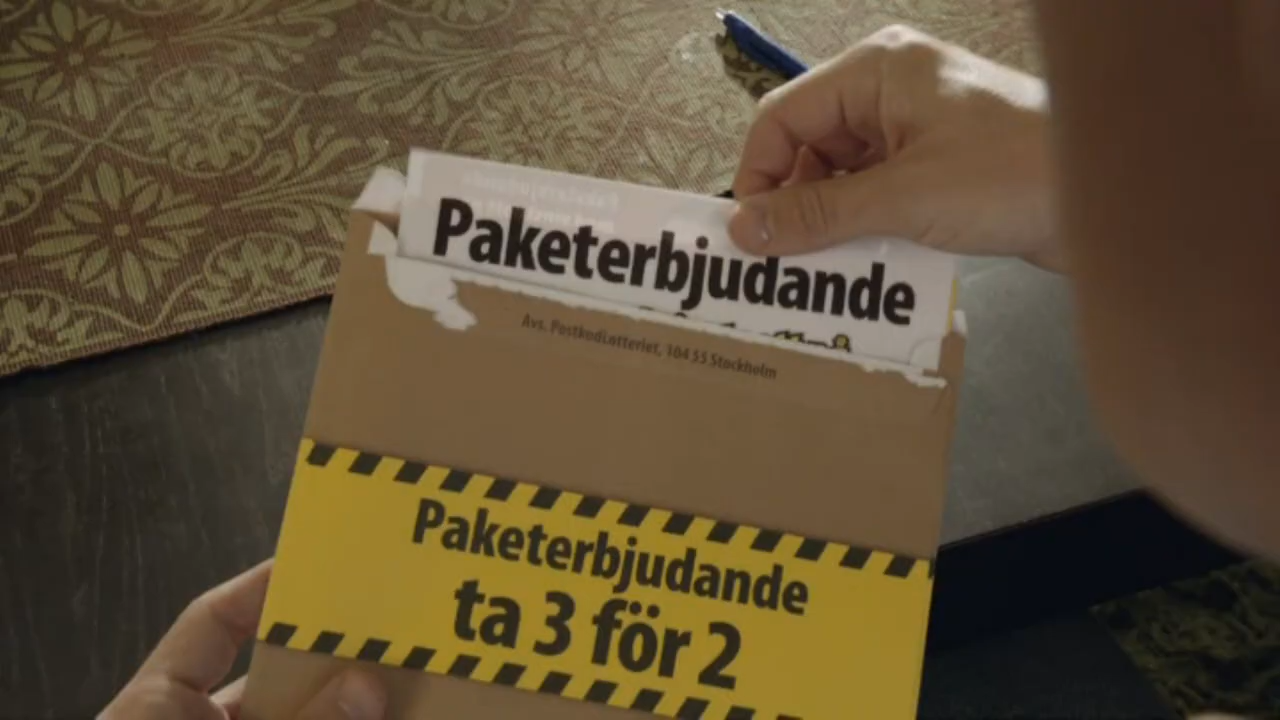 Paketerbjudande
Avs. PostkodLotteriet, 104 55 Stockholm
Paketerbjudande
ta 3 för 2